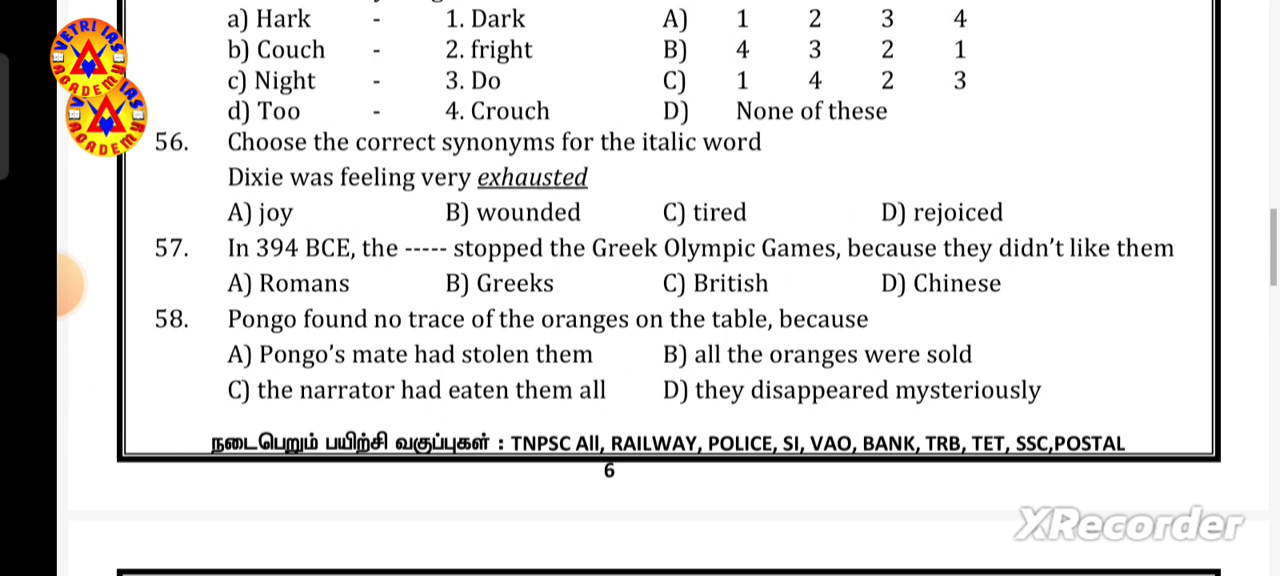 a) Hark - 1. Dark A) 1 2 3 4
b) Couch - 2. fright B) 4 3 2 1
c) Night - 3. Do C) 1 4 2 3
d) Too - 4. Crouch D) None of these
56. Choose the correct synonyms for the italic word
Dixie was feeling very exhausted
A) joy B) wounded C) tired D) rejoiced
57. In 394 BCE, the ----- stopped the Greek Olympic Games, because they didn't like them
A) Romans B) Greeks C) British D) Chinese
58. Pongo found no trace of the oranges on the table, because
A) Pongo's mate had stolen them B) all the oranges were sold
C) the narrator had eaten them all D) they disappeared mysteriously
நடைபெறும் பயிற்சி வகுப்புகள் : TNPSC All, RAILWAY, POLICE, SI, VAO, BANK, TRB, TET, SSC,POSTAL
6
XRecorder
VETRI IAS
ACADEMY
IAS
ACADEMY